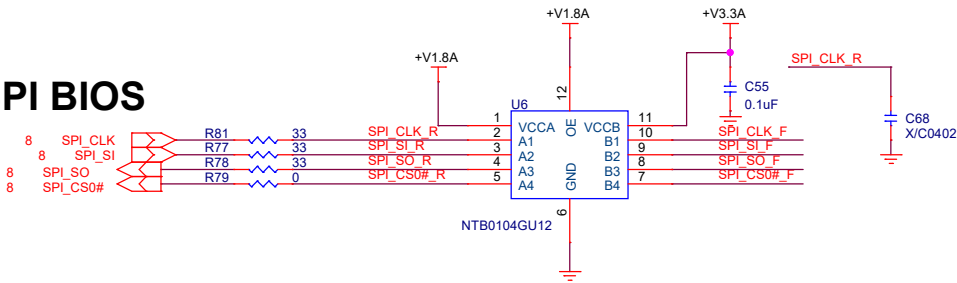 +V1.8A +V3.3A
+V1.8A SPI_CLK_R
PI BIOS
12 C55
0.1uF
U6
C68
X/C0402
1 VCCA OE VCCB 11
8 SPI_CLK R81 33 SPI_CLK_R 2 A1 B1 10 SPI_CLK_F
8 SPI_SI R77 33 SPI_SI_R 3 A2 B2 9 SPI_SI_F
8 SPI_SO R78 33 SPI_SO_R 4 A3 B3 8 SPI_SO_F
8 SPI_CS0# R79 0 SPI_CS0#_R 5 A4 GND B4 7 SPI_CS0#_F
6
NTB0104GU12